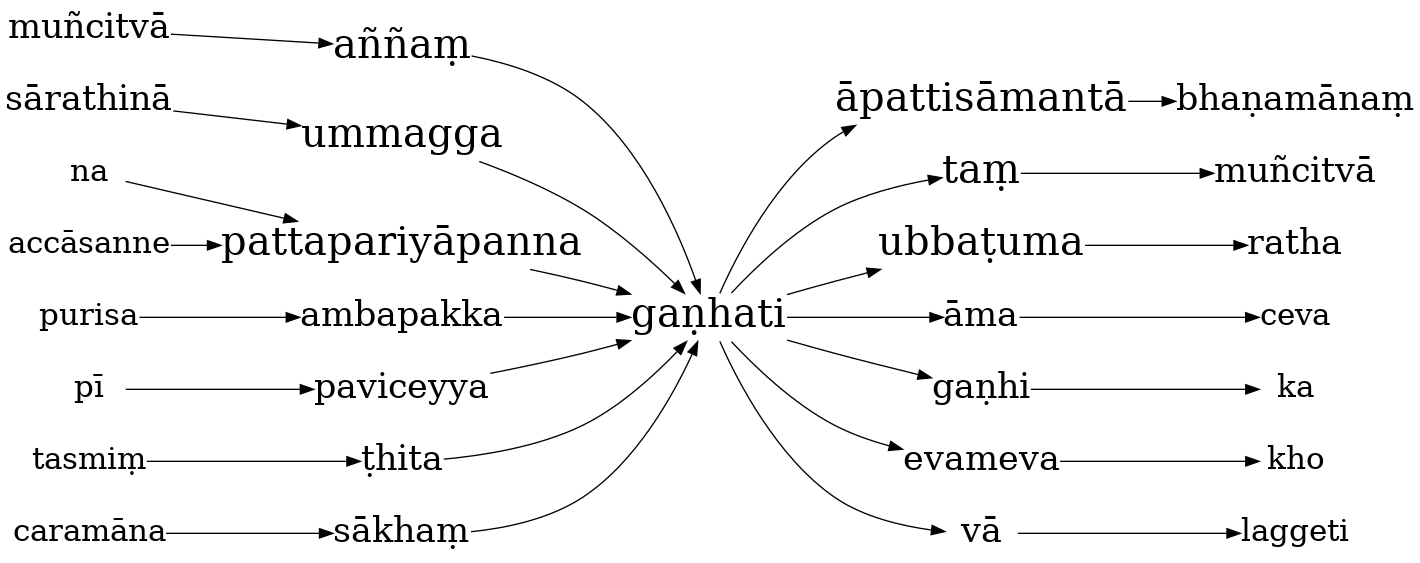 muñcitvā aññaṃ
sārathinā ummagga āpattisāmantā bhaṇamānaṃ
na taṃ muñcitvā
accāsanne pattapariyāpanna ubbaṭuma ratha
purisa ambapakka gaṇhati āma ceva
pī paviceyya gaṇhi ka
tasmiṃ ṭhita evameva kho
caramāna sākhaṃ vā laggeti